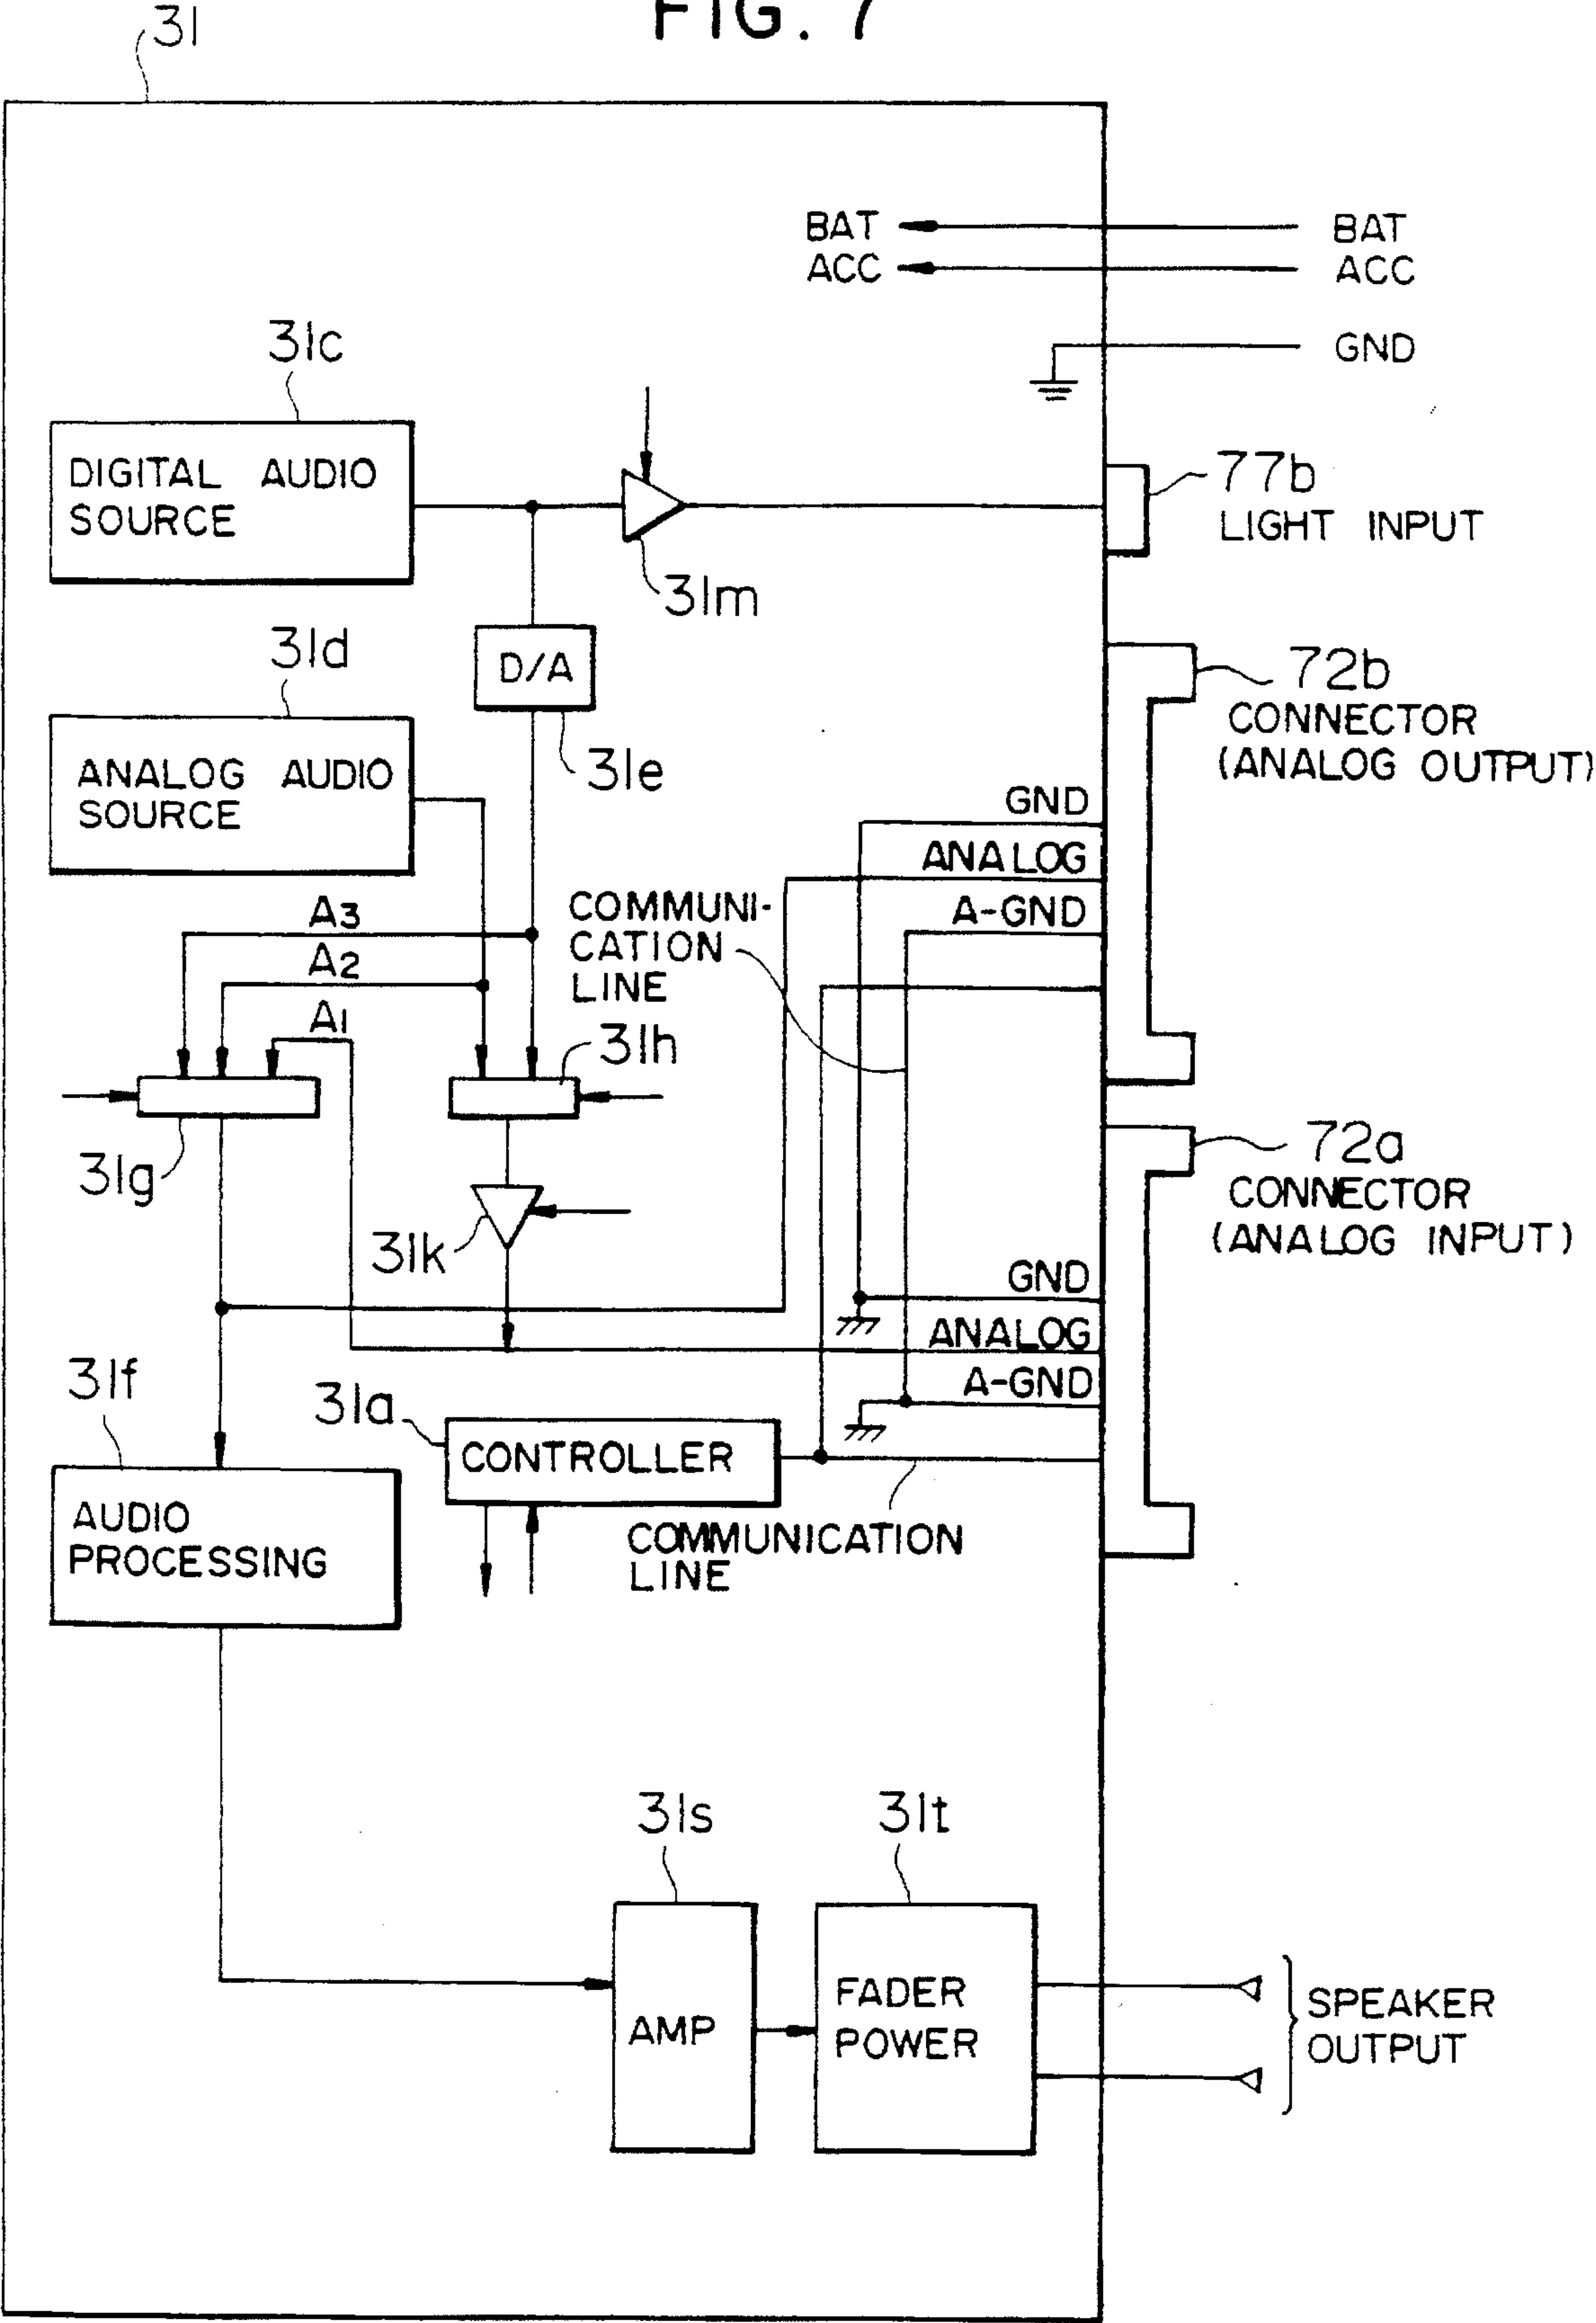 FIG. 7
31
BAT
ACC
BAT
ACC
GND
31c
DIGITAL AUDIO
SOURCE
77b
LIGHT INPUT
31m
31d
D/A
72b
CONNECTOR
(ANALOG OUTPUT)
31e
ANALOG AUDIO
SOURCE
GND
ANALOG
A-GND
A3
A2
A1
COMMUNI-
CATION
LINE
31h
31g
72a
CONNECTOR
(ANALOG INPUT)
31k
GND
ANALOG
A-GND
31f
31a
CONTROLLER
AUDIO
PROCESSING
COMMUNICATION
LINE
31s
31t
AMP
FADER
POWER
SPEAKER
OUTPUT